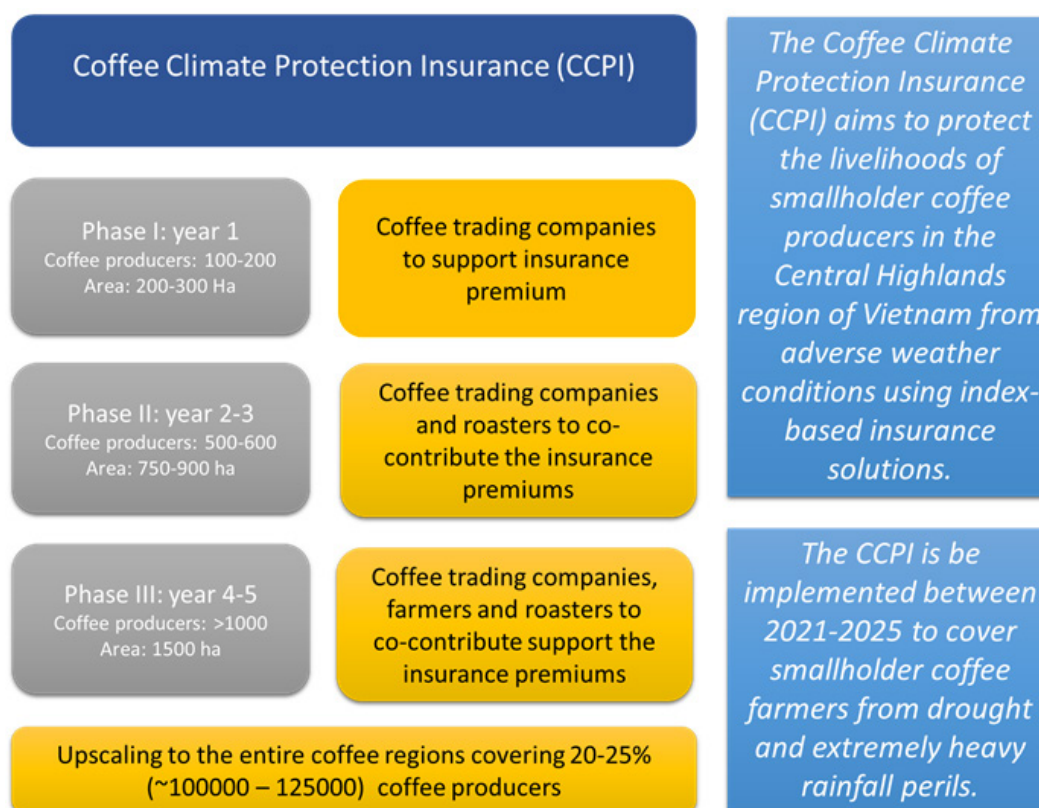 Coffee Climate Protection Insurance (CCPI)
Phase I: year 1
Coffee producers: 100-200
Area: 200-300 Ha
Coffee trading companies
to support insurance
premium
Phase II: year 2-3
Coffee producers: 500-600
Area: 750-900 ha
Coffee trading companies
and roasters to co-
contribute the insurance
premiums
Phase III: year 4-5
Coffee producers: >1000
Area: 1500 ha
Coffee trading companies,
farmers and roasters to
co-contribute support the
insurance premiums
Upscaling to the entire coffee regions covering 20-25%
(~100000 – 125000) coffee producers
The Coffee Climate
Protection Insurance
(CCPI) aims to protect
the livelihoods of
smallholder coffee
producers in the
Central Highlands
region of Vietnam from
adverse weather
conditions using index-
based insurance
solutions.
The CCPI is be
implemented between
2021-2025 to cover
smallholder coffee
farmers from drought
and extremely heavy
rainfall perils.